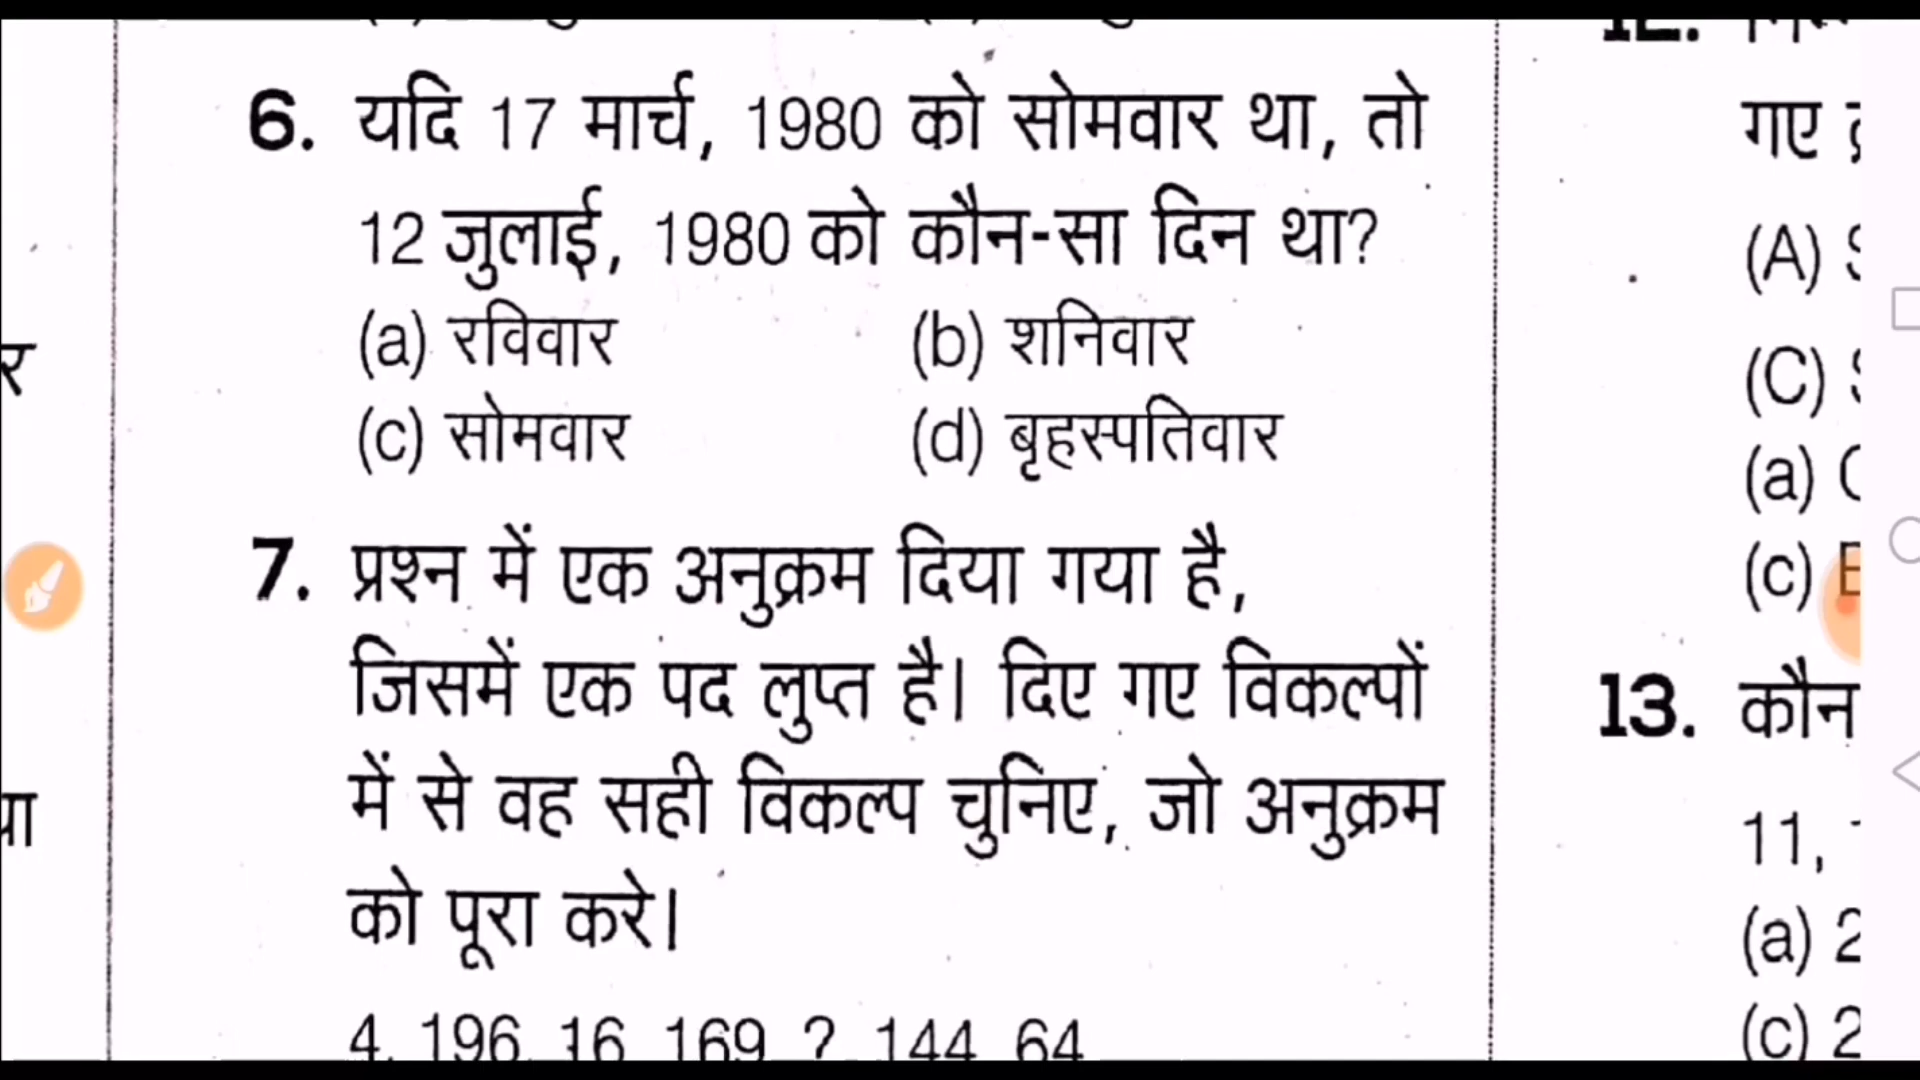 6. यदि 17 मार्च, 1980 को सोमवार था, तो
12 जुलाई, 1980 को कौन-सा दिन था?
(a) रविवार (b) शनिवार
(c) सोमवार (d) बृहस्पतिवार
7. प्रश्न में एक अनुक्रम दिया गया है,
जिसमें एक पद लुप्त है। दिए गए विकल्पों
में से वह सही विकल्प चुनिए, जो अनुक्रम
को पूरा करे।
4, 196, 16, 169, ?, 144, 64
12.
गए
(A)
(C)
(a)
(c)
13. कौन
11,
(a) 2
(c) 2